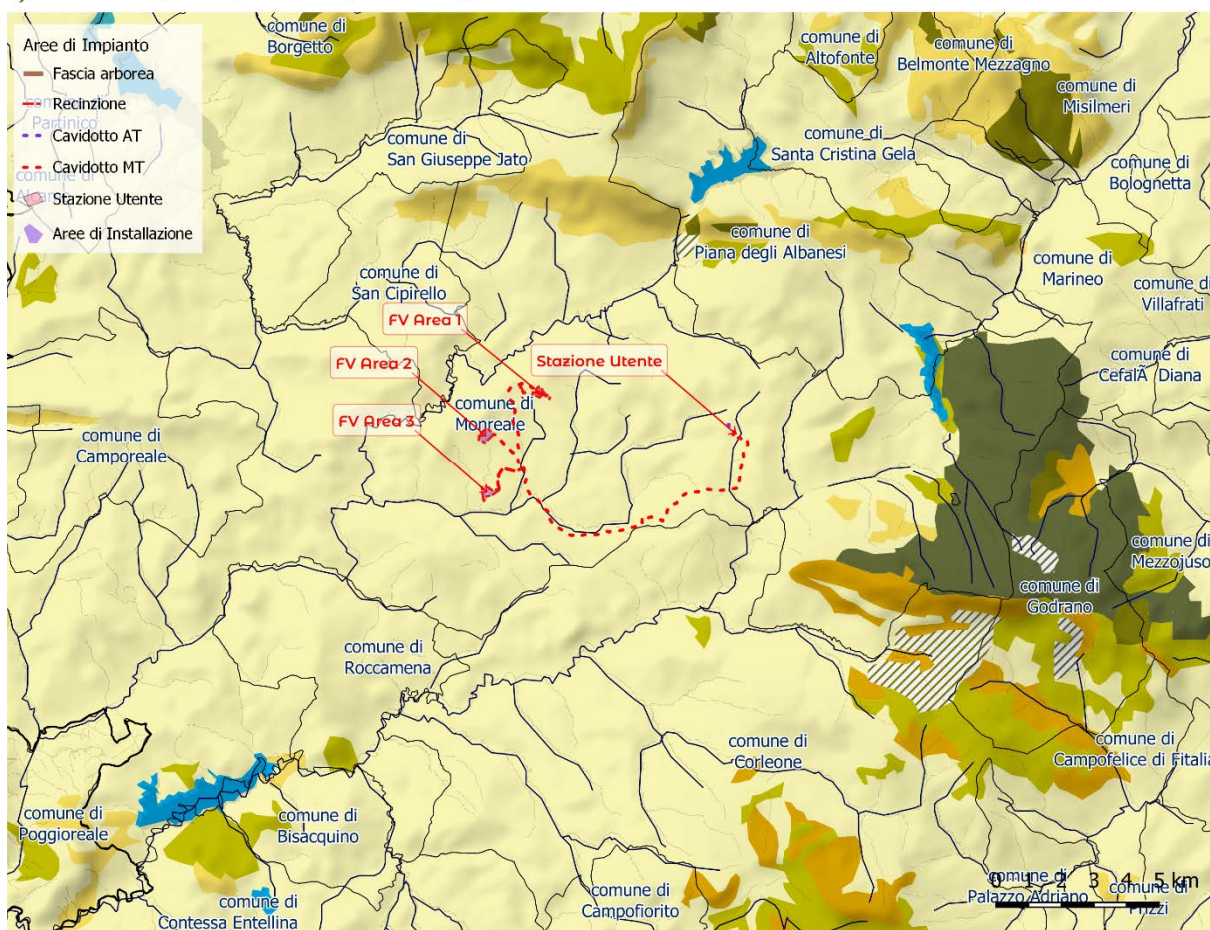 Aree di Impianto
Fascia arborea
Recinzione
Cavidotto AT
Cavidotto MT
Stazione Utente
Aree di Installazione
Partinico
comune di
Borgetto
comune di
Altofonte
comune di
Belmonte Mezzagno
comune di
Misilmeri
comune di
San Giuseppe Jato
comune di
Santa Cristina Gela
comune di
Bolognetta
comune di
Piana degli Albanesi
comune di
Marineo
comune di
Villafrati
comune di
San Cipirello
FV Area 1
FV Area 2
Stazione Utente
comune di
CefalÃ Diana
comune di
Monreale
FV Area 3
comune di
Camporeale
comune di
Mezzojuso
comune di
Godrano
comune di
Roccamena
comune di
Corleone
comune di
Campofelice di Fitalia
comune di
Poggioreale
comune di
Bisacquino
comune di
Contessa Entellina
comune di
Campofiorito
comune di
Palazzo Adriano
comune di
Prizzi
0 1 2 3 4 5 km